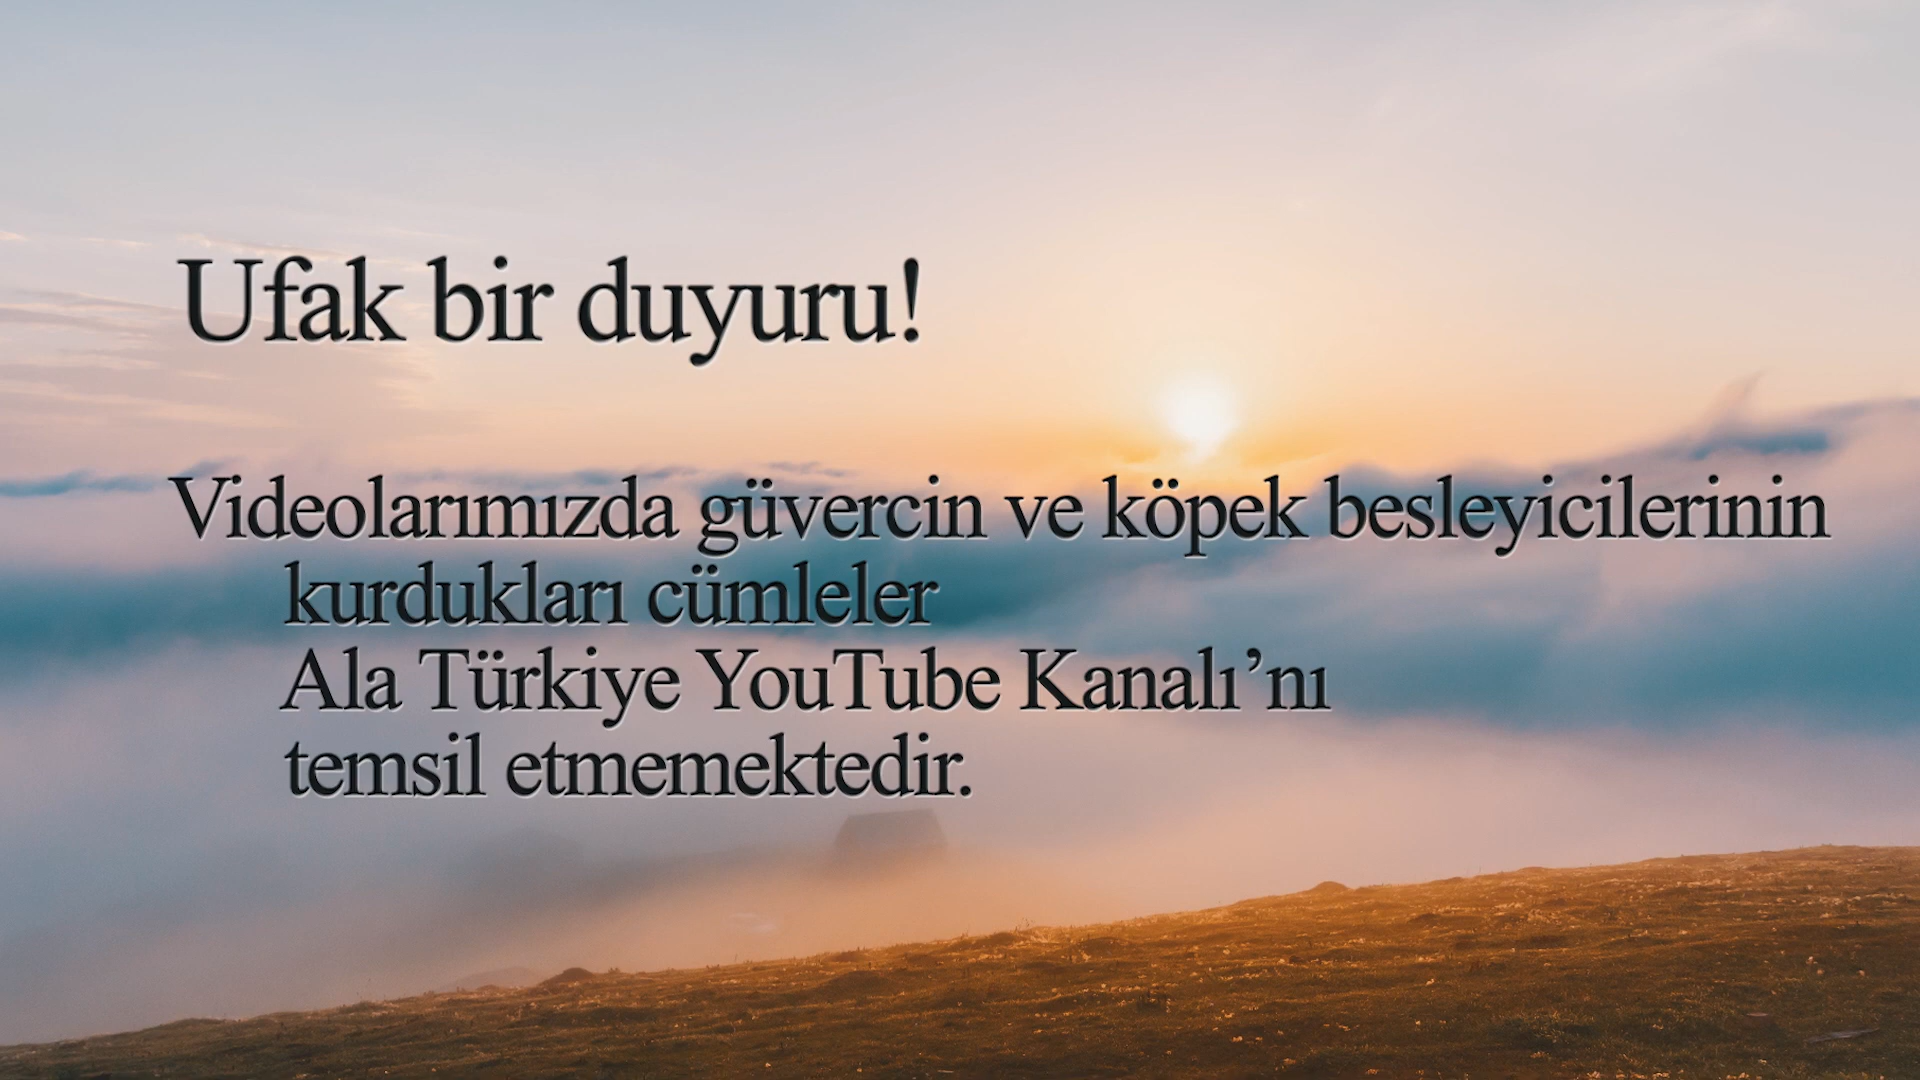 Ufak bir duyuru!
Videolarımızda güvercin ve köpek besleyicilerinin
kurdukları cümleler
Ala Türkiye YouTube Kanalı’nı
temsil etmemektedir.